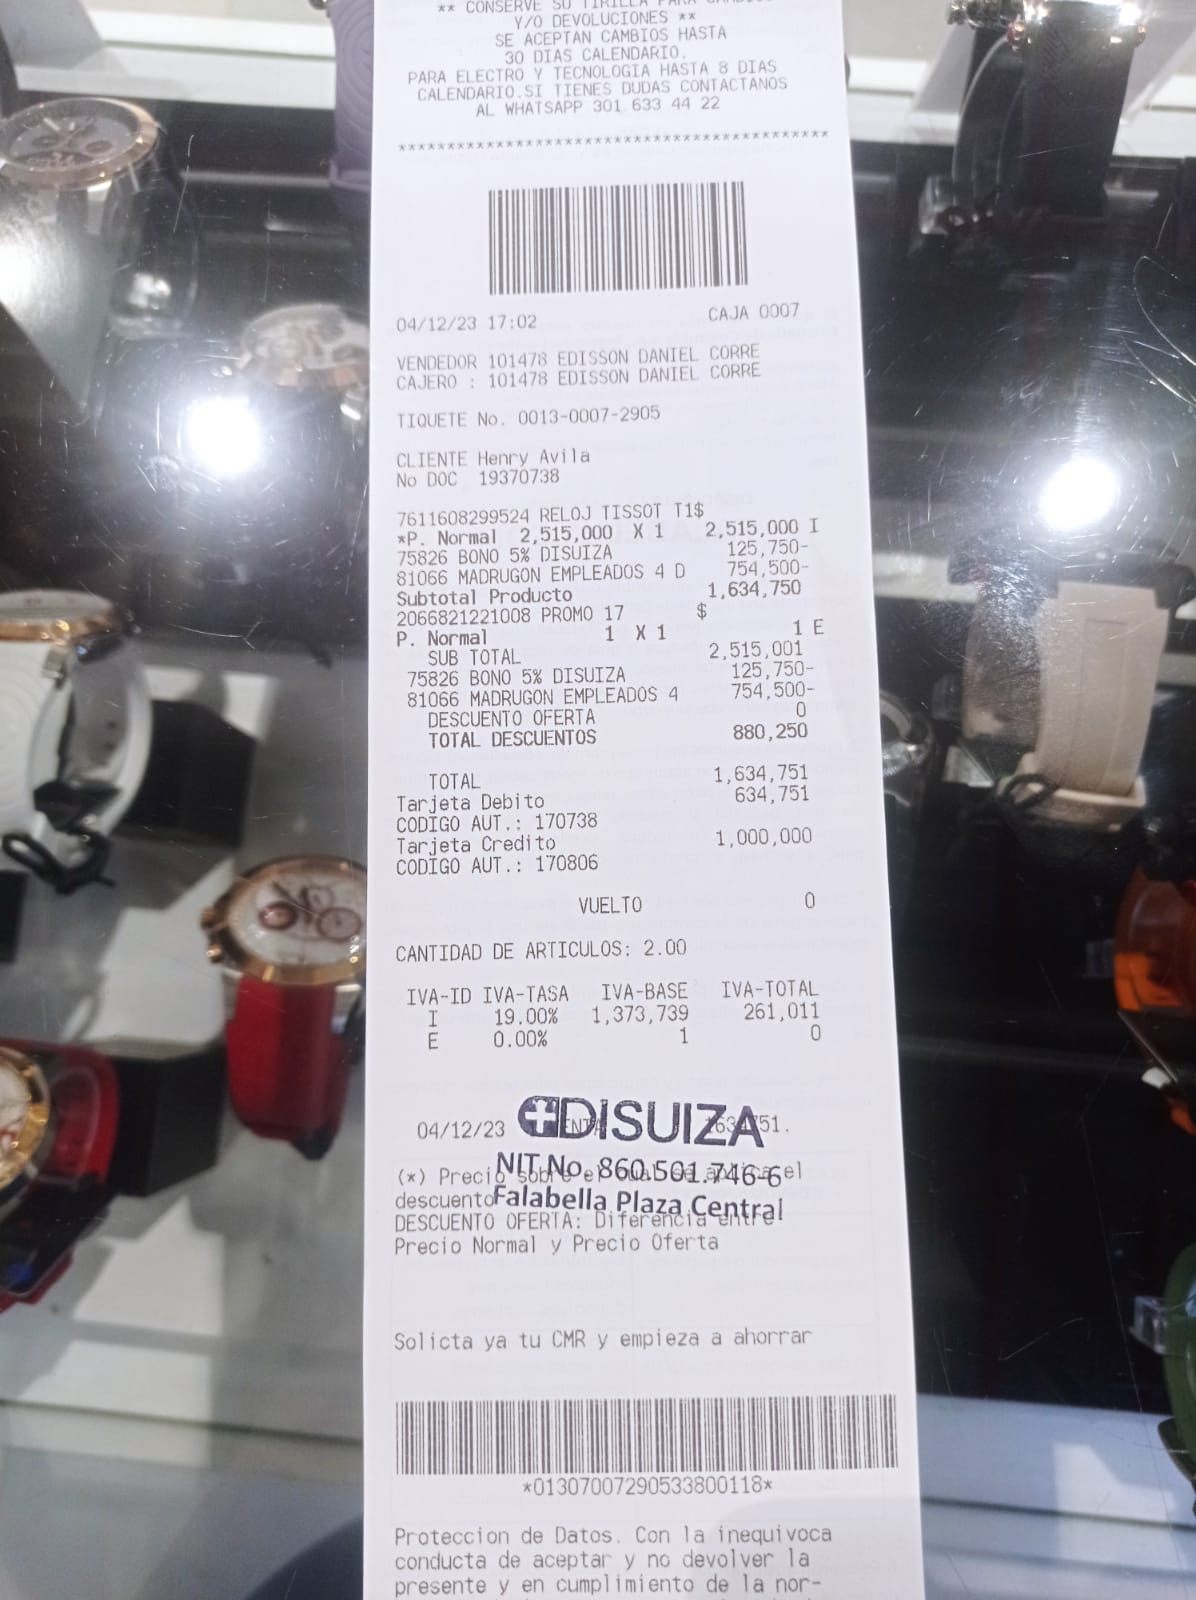 ** CONSERVE SU TIRILLA PARA CAMBIOS
Y/O DEVOLUCIONES **
SE ACEPTAN CAMBIOS HASTA
30 DIAS CALENDARIO.
PARA ELECTRO Y TECNOLOGIA HASTA 8 DIAS
CALENDARIO.SI TIENES DUDAS CONTACTANOS
AL WHATSAPP 301 633 44 22
******************************************
04/12/23 17:02 CAJA 0007
VENDEDOR 101478 EDISSON DANIEL CORRE
CAJERO : 101478 EDISSON DANIEL CORRE
TIQUETE No. 0013-0007-2905
CLIENTE Henry Avila
No DOC 19370738
7611608299524 RELOJ TISSOT T1$
*P. Normal 2,515,000 X 1 2,515,000 I
75826 BONO 5% DISUIZA 125,750-
81066 MADRUGON EMPLEADOS 4 D 754,500-
Subtotal Producto 1,634,750
2066821221008 PROMO 17 $
P. Normal 1 X 1 1 E
SUB TOTAL 2,515,001
75826 BONO 5% DISUIZA 125,750-
81066 MADRUGON EMPLEADOS 4 754,500-
DESCUENTO OFERTA 0
TOTAL DESCUENTOS 880,250
TOTAL 1,634,751
Tarjeta Debito 634,751
CODIGO AUT.: 170738
Tarjeta Credito 1,000,000
CODIGO AUT.: 170806
VUELTO 0
CANTIDAD DE ARTICULOS: 2.00
IVA-ID IVA-TASA IVA-BASE IVA-TOTAL
I 19.00% 1,373,739 261,011
E 0.00% 1 0
04/12/23
DISUIZA
NIT No. 860.501.746-6
Falabella Plaza Central
(*) Precio sobre el el
descuento
DESCUENTO OFERTA: Diferencia entre
Precio Normal y Precio Oferta
Solicta ya tu CMR y empieza a ahorrar
*01307007290533800118*
Proteccion de Datos. Con la inequivoca
conducta de aceptar y no devolver la
presente y en cumplimiento de la nor-